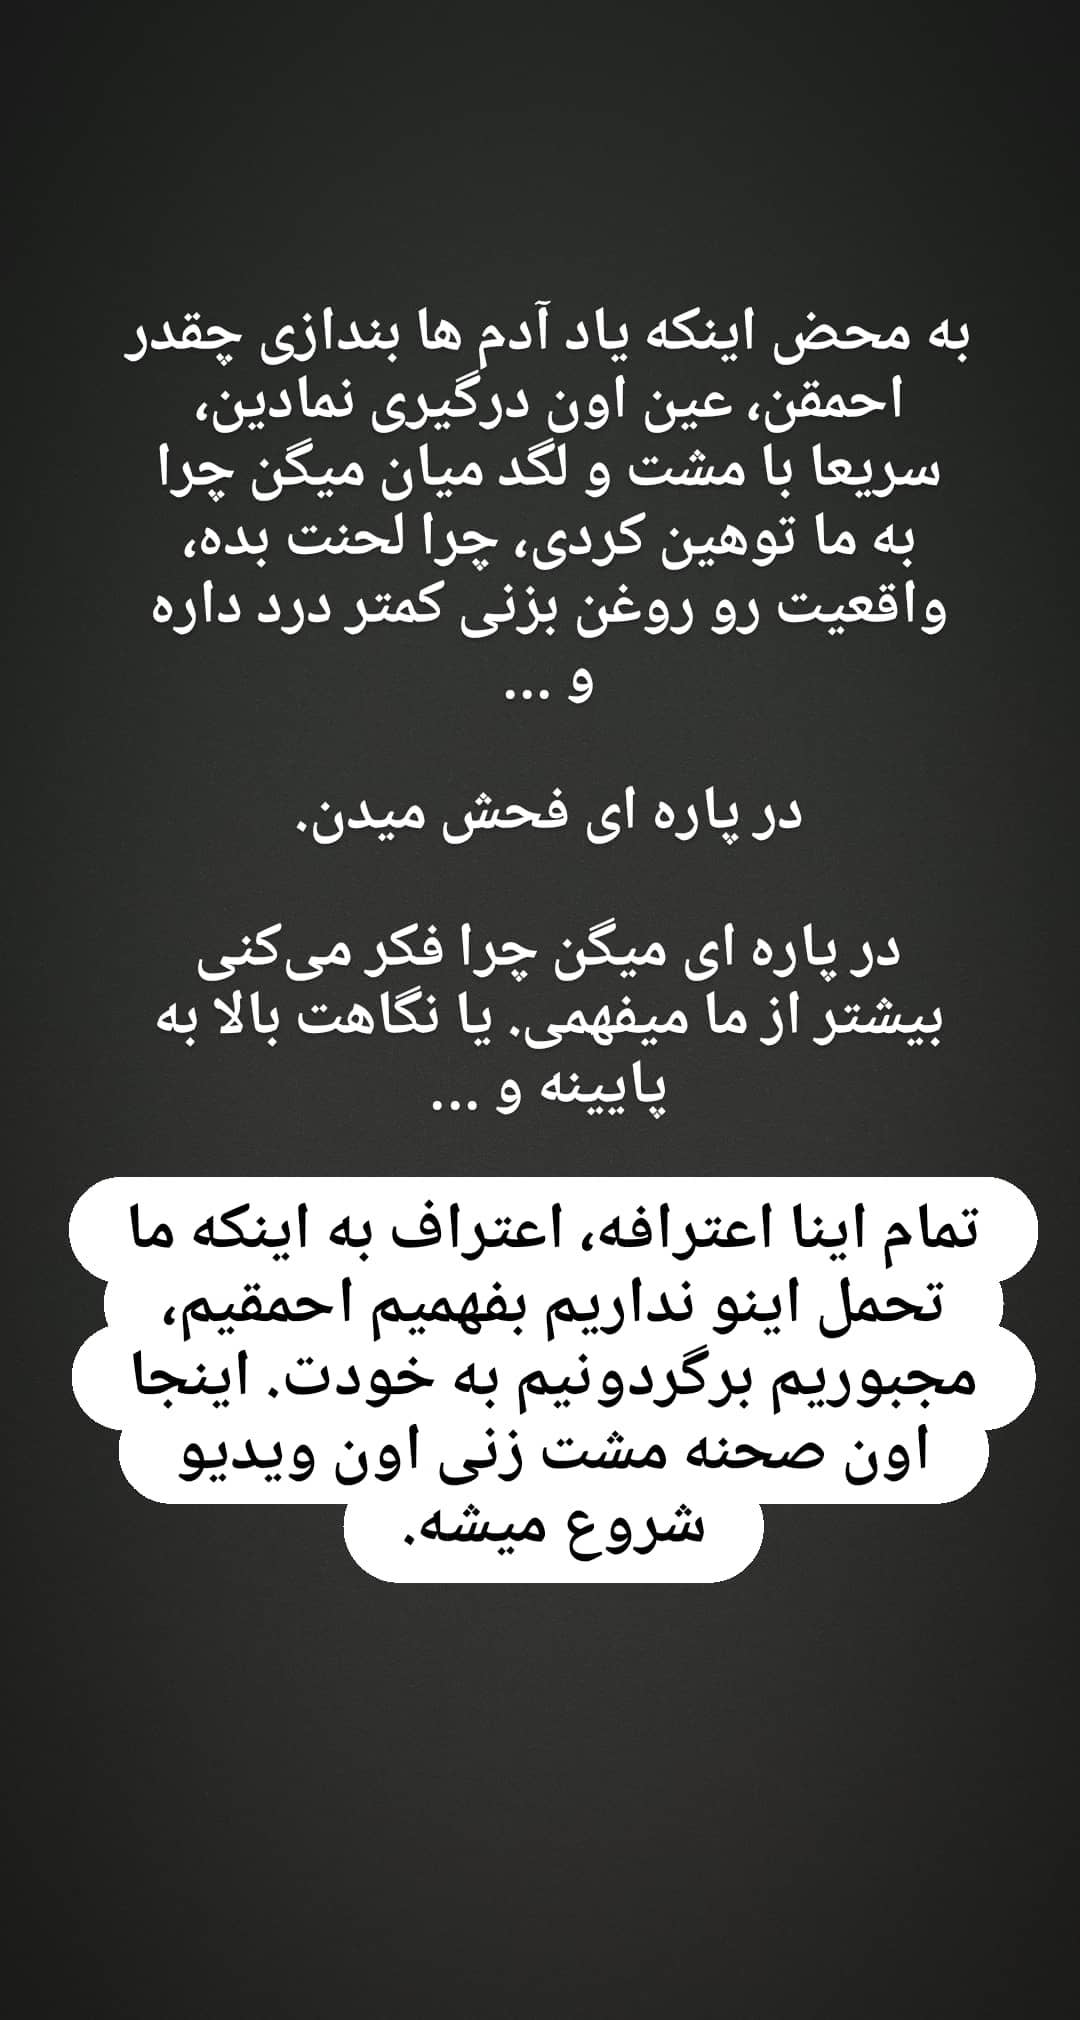 به محض اینکه یاد آدم ها بندازی چقدر
احمقن، عین اون درگیری نمادین،
سریعا با مشت و لگد میان میگن چرا
به ما توهین کردی، چرا لحنت بده،
واقعیت رو روغن بزنی کمتر درد داره
و ...
در پاره ای فحش میدن.
در پاره ای میگن چرا فکر می‌کنی
بیشتر از ما میفهمی. یا نگاهت بالا به
پایینه و ...
تمام اینا اعترافه، اعتراف به اینکه ما
تحمل اینو نداریم بفهمیم احمقیم،
مجبوریم برگردونیم به خودت. اینجا
اون صحنه مشت زنی اون ویدیو
شروع میشه.